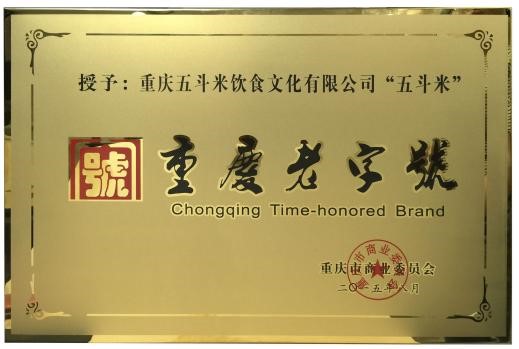 授予：重庆五斗米饮食文化有限公司“五斗米”
號 重慶老字號
Chongqing Time-honored Brand
重庆市商业委员会
二〇一五年八月